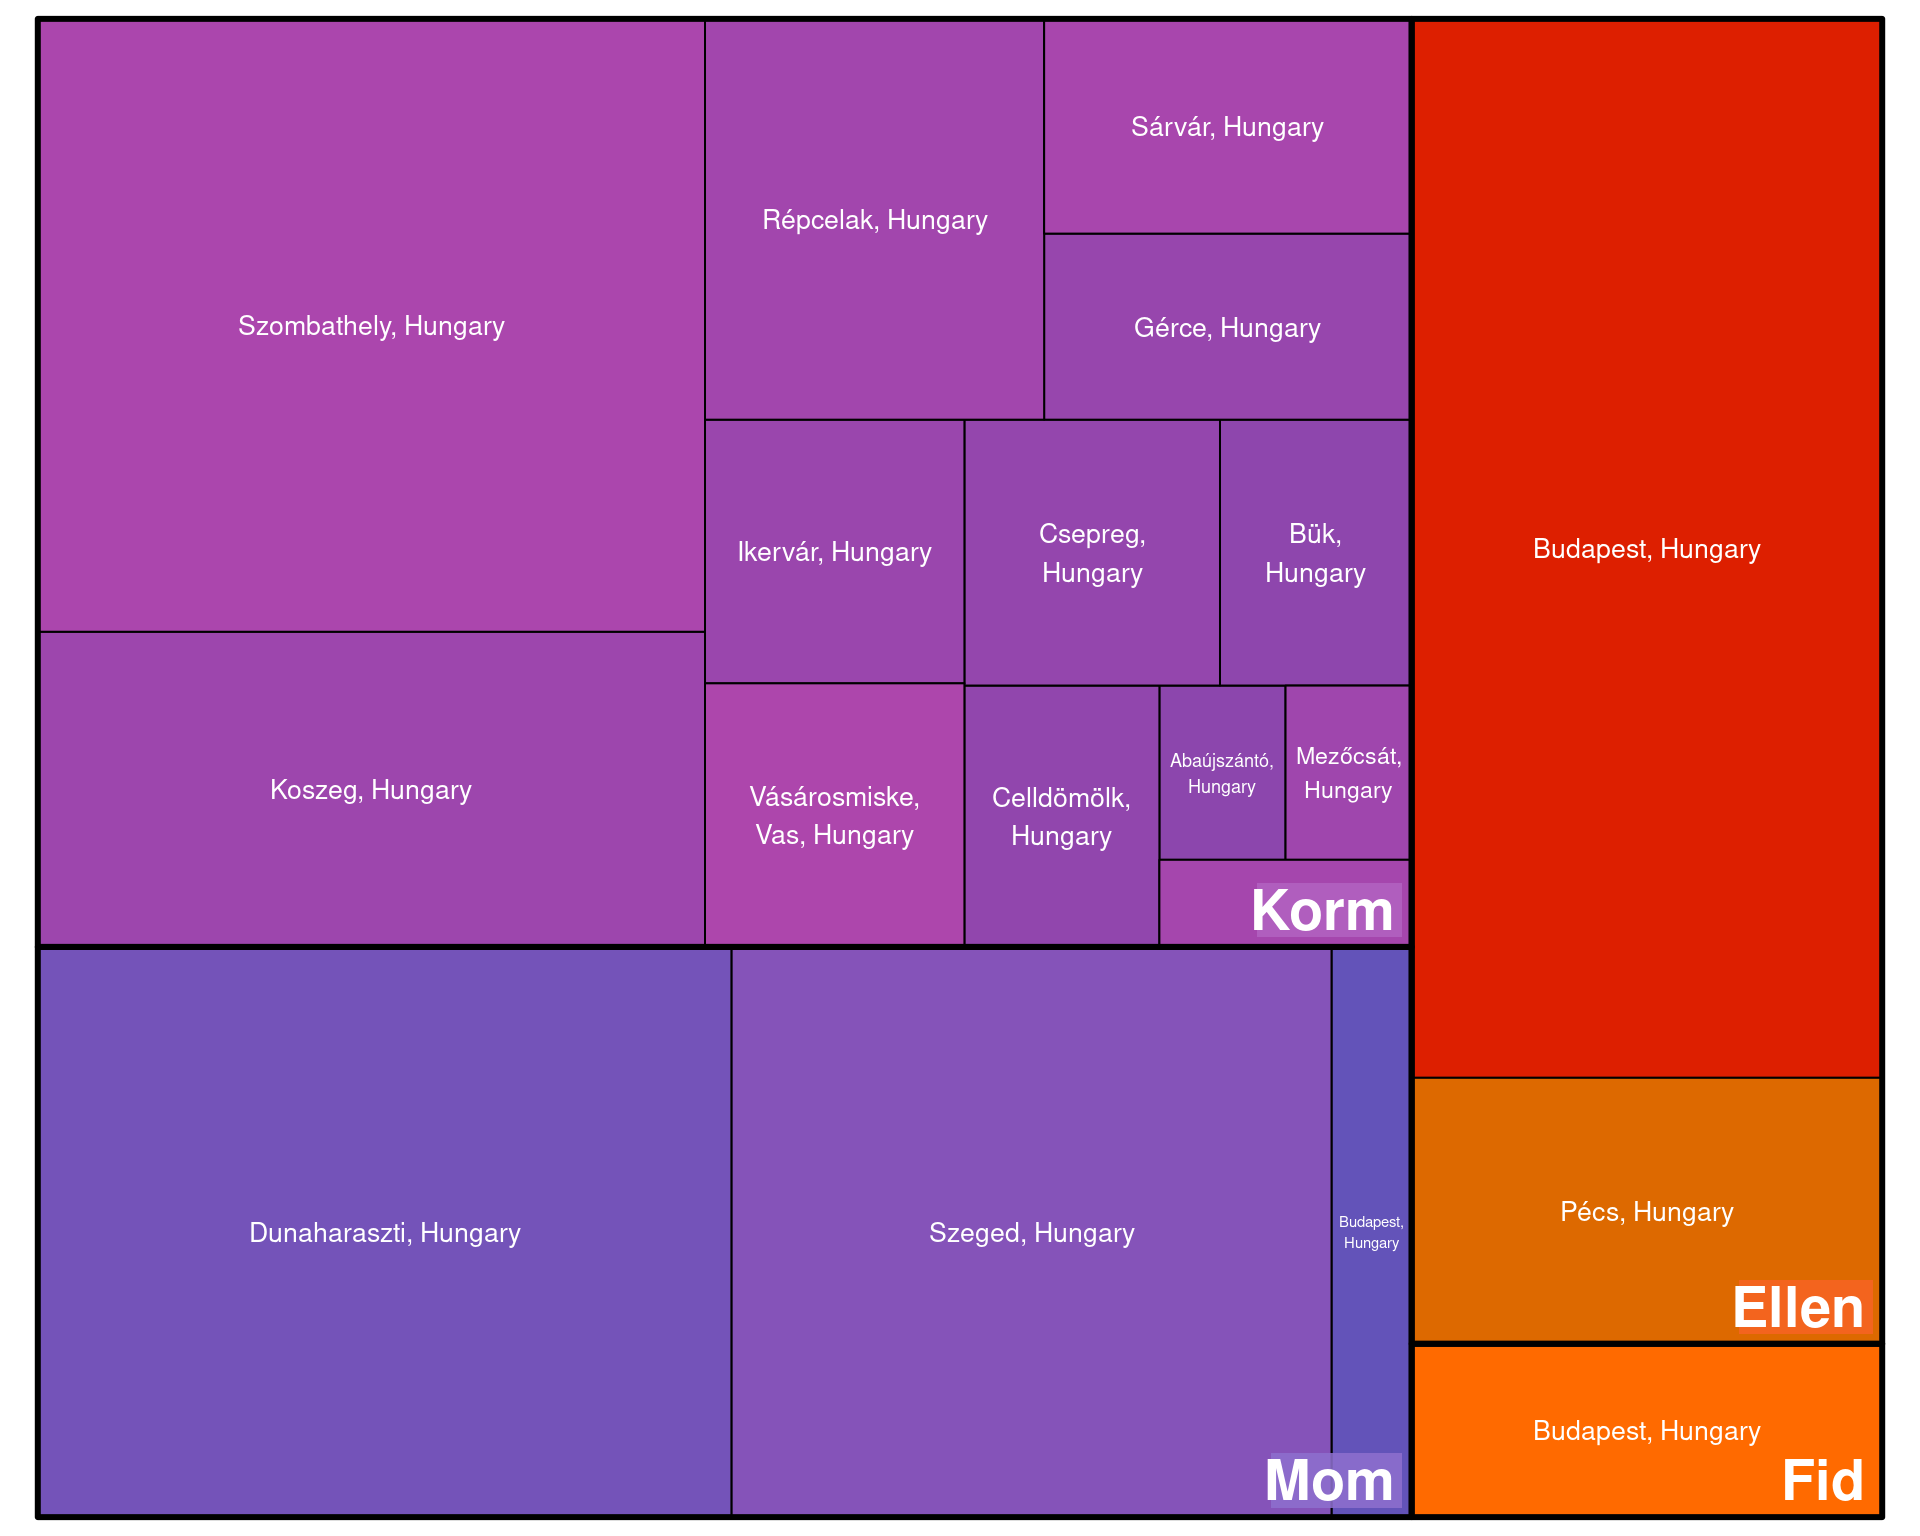 Szombathely, Hungary
Koszeg, Hungary
Répcelak, Hungary
Sárvár, Hungary
Gérce, Hungary
Ikervár, Hungary
Csepreg,
Hungary
Bük,
Hungary
Vásárosmiske,
Vas, Hungary
Celldömölk,
Hungary
Abaújszántó,
Hungary
Mezőcsát,
Hungary
Korm
Dunaharaszti, Hungary
Szeged, Hungary
Budapest,
Hungary
Mom
Budapest, Hungary
Pécs, Hungary
Ellen
Budapest, Hungary
Fid